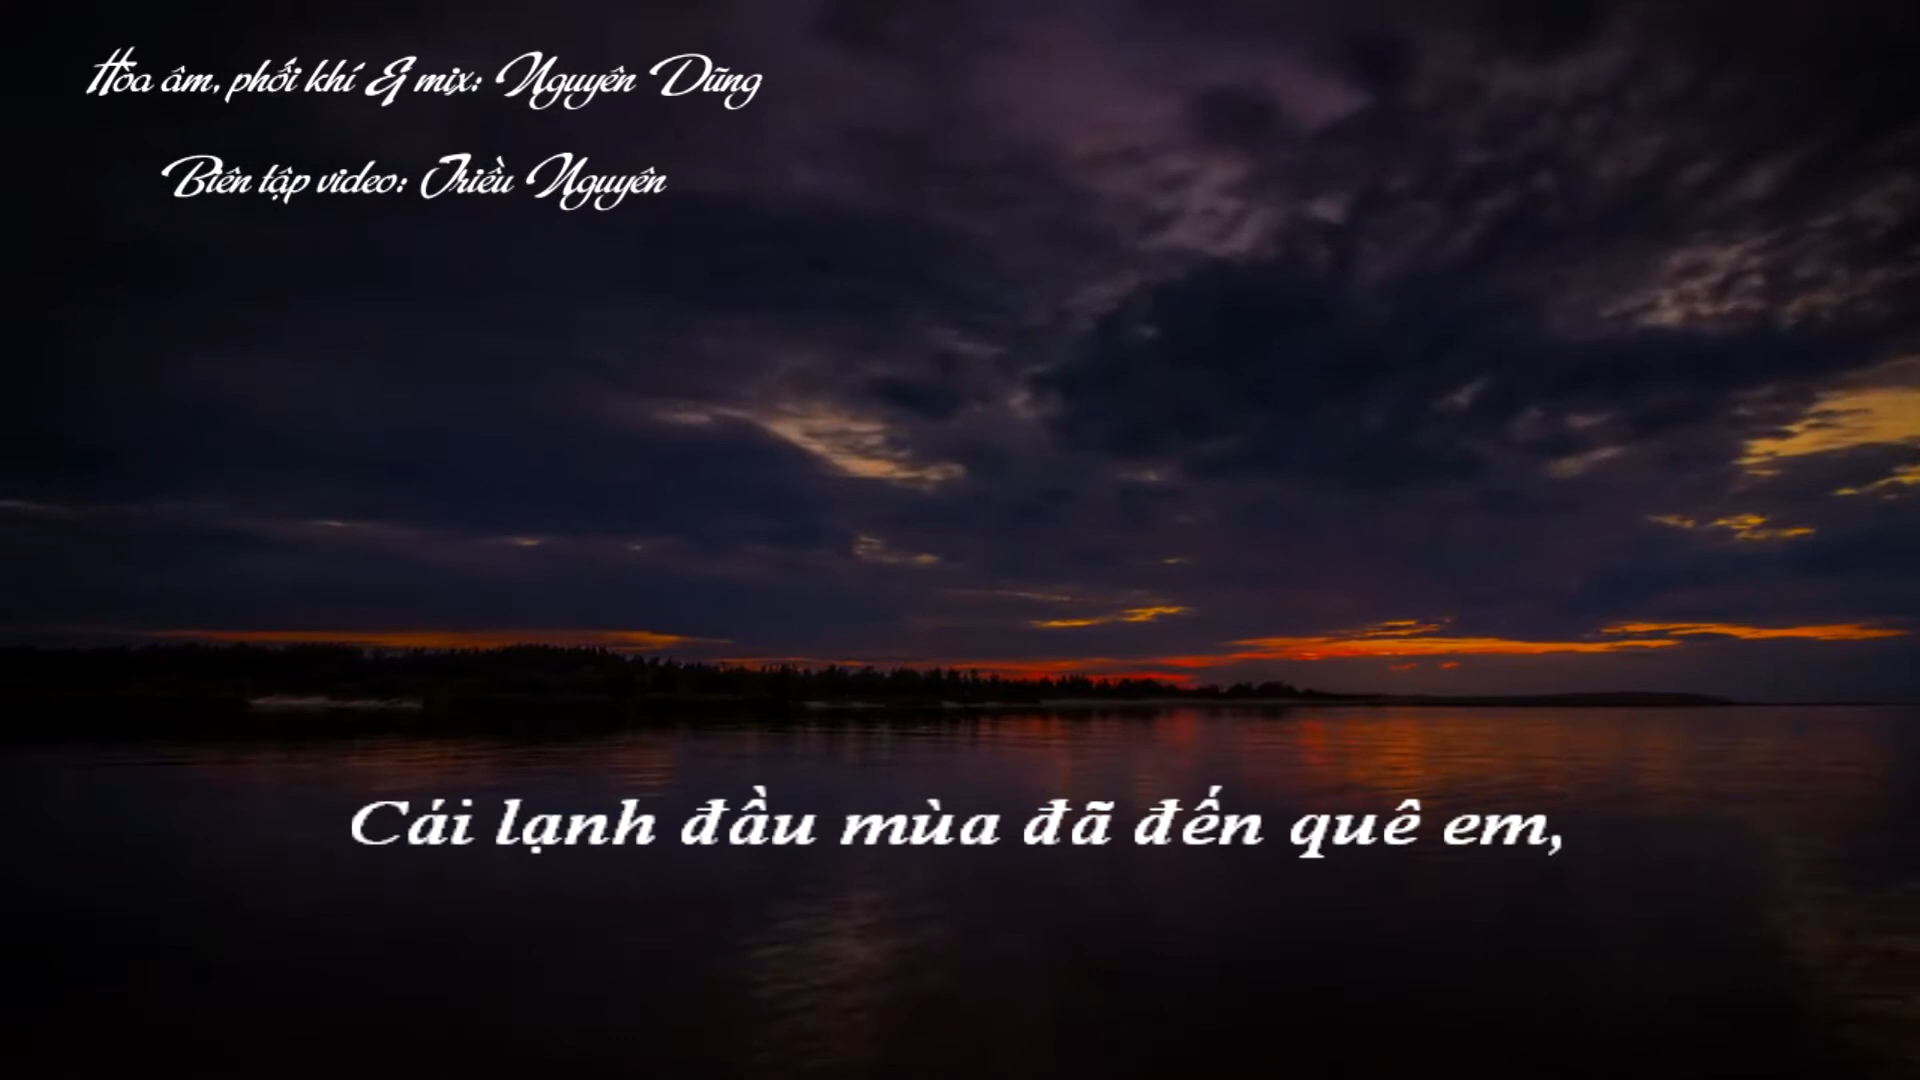 Hòa âm, phối khí & mix: Nguyên Dũng
Biên tập video: Triều Nguyên
Cái lạnh đầu mùa đã đến quê em,